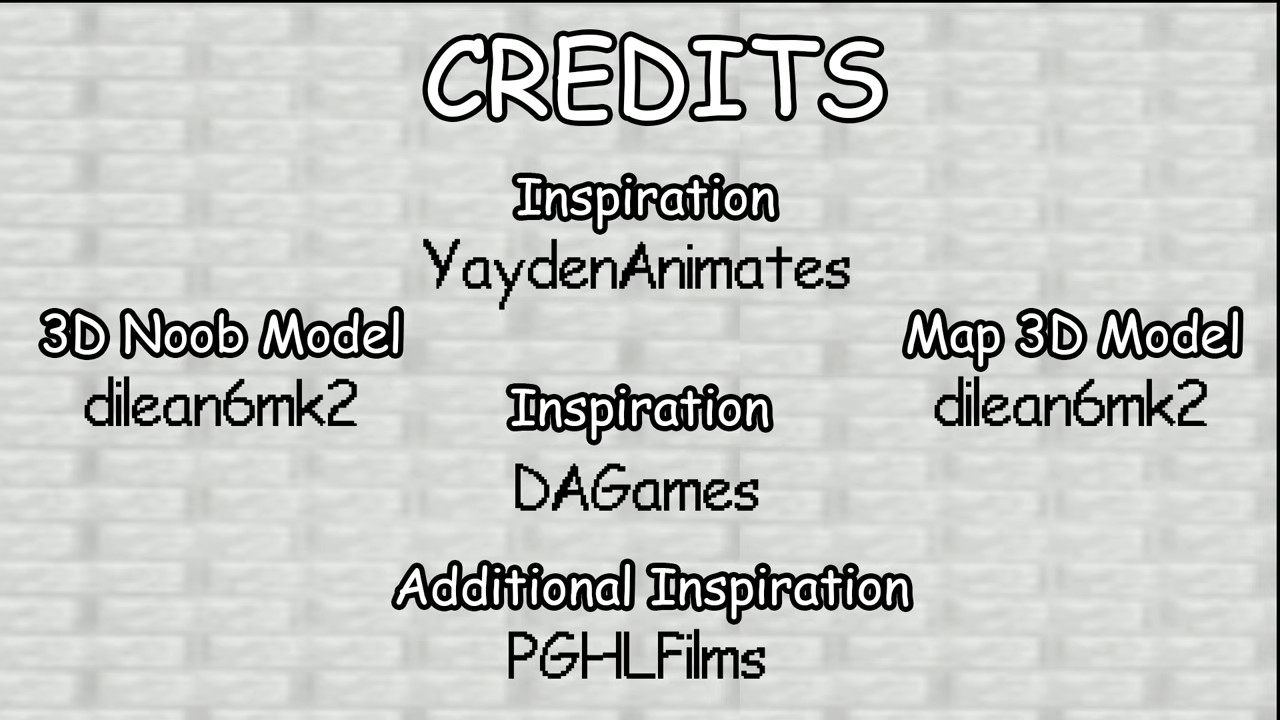 CREDITS
Inspiration
YaydenAnimates
3D Noob Model
dilean6mk2
Map 3D Model
dilean6mk2
Inspiration
DAGames
Additional Inspiration
PGHLFilms